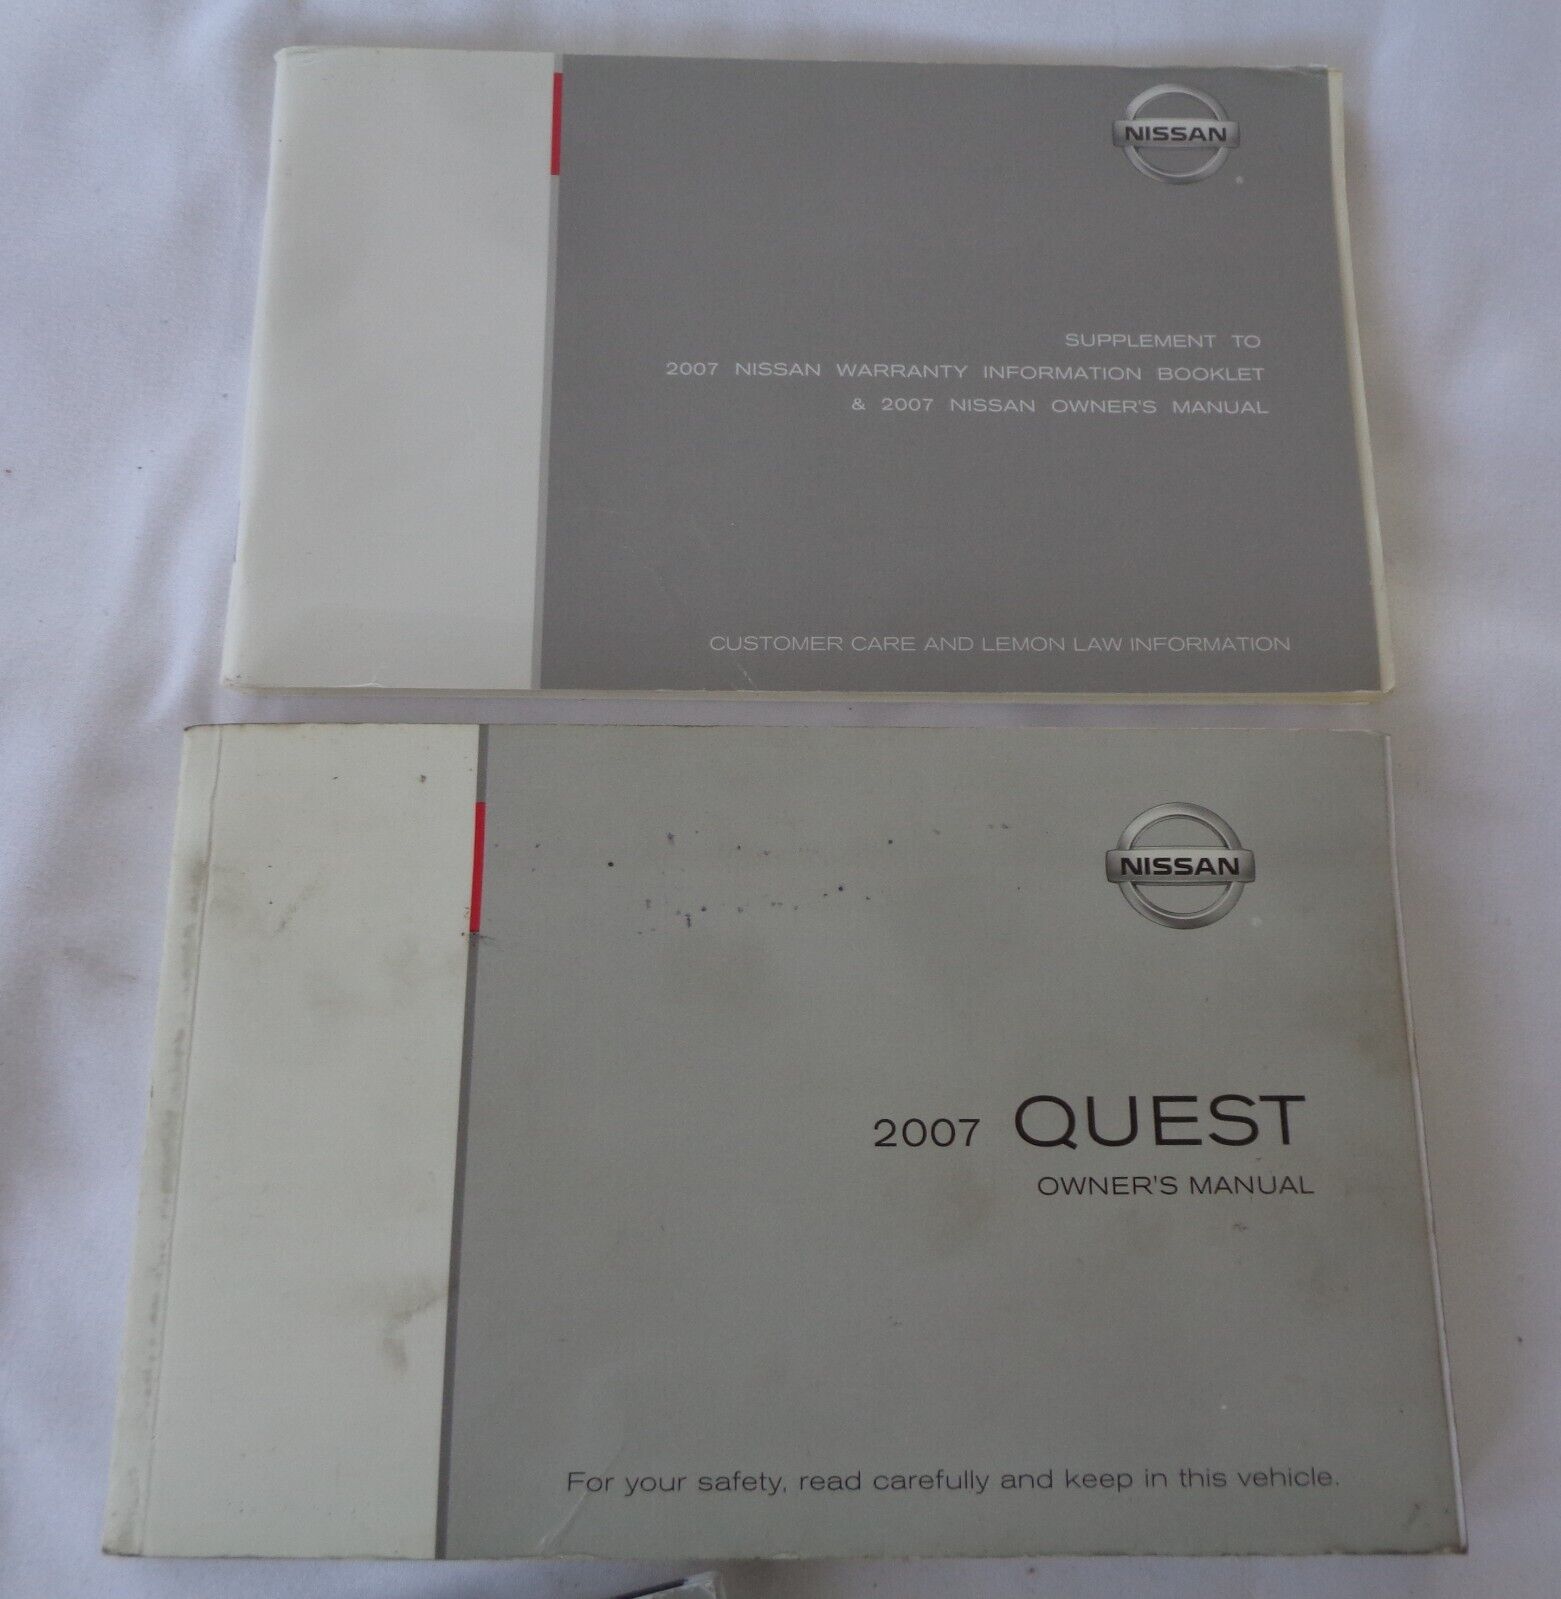 NISSAN
SUPPLEMENT TO
2007 NISSAN WARRANTY INFORMATION BOOKLET
& 2007 NISSAN OWNER'S MANUAL
CUSTOMER CARE AND LEMON LAW INFORMATION
NISSAN
2007 QUEST
OWNER'S MANUAL
For your safety, read carefully and keep in this vehicle.